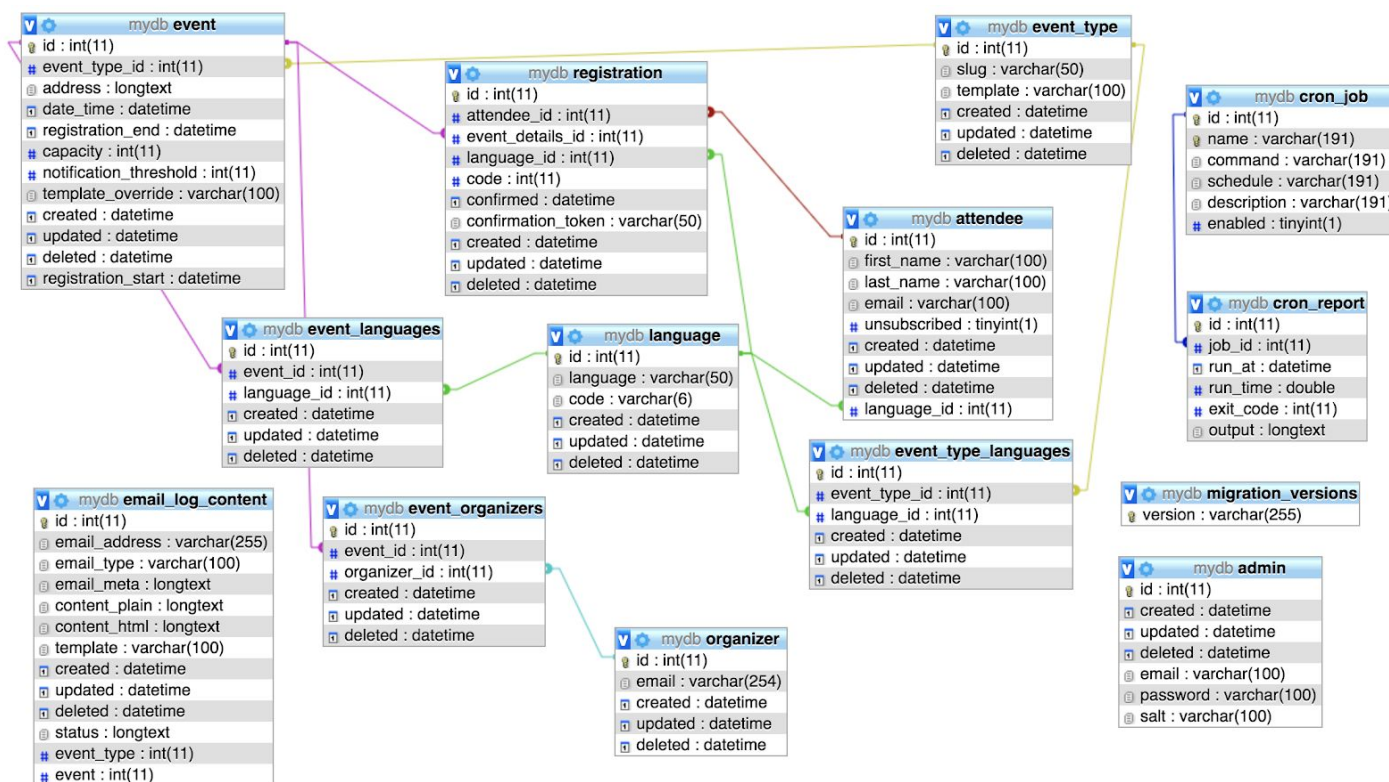 mydb event
id : int(11)
event_type_id : int(11)
address : longtext
date_time : datetime
registration_end : datetime
capacity : int(11)
notification_threshold : int(11)
template_override : varchar(100)
created : datetime
updated : datetime
deleted : datetime
registration_start : datetime
mydb registration
id : int(11)
attendee_id : int(11)
event_details_id : int(11)
language_id : int(11)
code : int(11)
confirmed : datetime
confirmation_token : varchar(50)
created : datetime
updated : datetime
deleted : datetime
mydb event_type
id : int(11)
slug : varchar(50)
template : varchar(100)
created : datetime
updated : datetime
deleted : datetime
mydb cron_job
id : int(11)
name : varchar(191)
command : varchar(191)
schedule : varchar(191)
description : varchar(191)
enabled : tinyint(1)
mydb attendee
id : int(11)
first_name : varchar(100)
last_name : varchar(100)
email : varchar(100)
unsubscribed : tinyint(1)
created : datetime
updated : datetime
deleted : datetime
language_id : int(11)
mydb cron_report
id : int(11)
job_id : int(11)
run_at : datetime
run_time : double
exit_code : int(11)
output : longtext
mydb event_languages
id : int(11)
event_id : int(11)
language_id : int(11)
created : datetime
updated : datetime
deleted : datetime
mydb language
id : int(11)
language : varchar(50)
code : varchar(6)
created : datetime
updated : datetime
deleted : datetime
mydb event_type_languages
id : int(11)
event_type_id : int(11)
language_id : int(11)
created : datetime
updated : datetime
deleted : datetime
mydb migration_versions
version : varchar(255)
mydb email_log_content
id : int(11)
email_address : varchar(255)
email_type : varchar(100)
email_meta : longtext
content_plain : longtext
content_html : longtext
template : varchar(100)
created : datetime
updated : datetime
deleted : datetime
status : longtext
event_type : int(11)
event : int(11)
mydb event_organizers
id : int(11)
event_id : int(11)
organizer_id : int(11)
created : datetime
updated : datetime
deleted : datetime
mydb organizer
id : int(11)
email : varchar(254)
created : datetime
updated : datetime
deleted : datetime
mydb admin
id : int(11)
created : datetime
updated : datetime
deleted : datetime
email : varchar(100)
password : varchar(100)
salt : varchar(100)